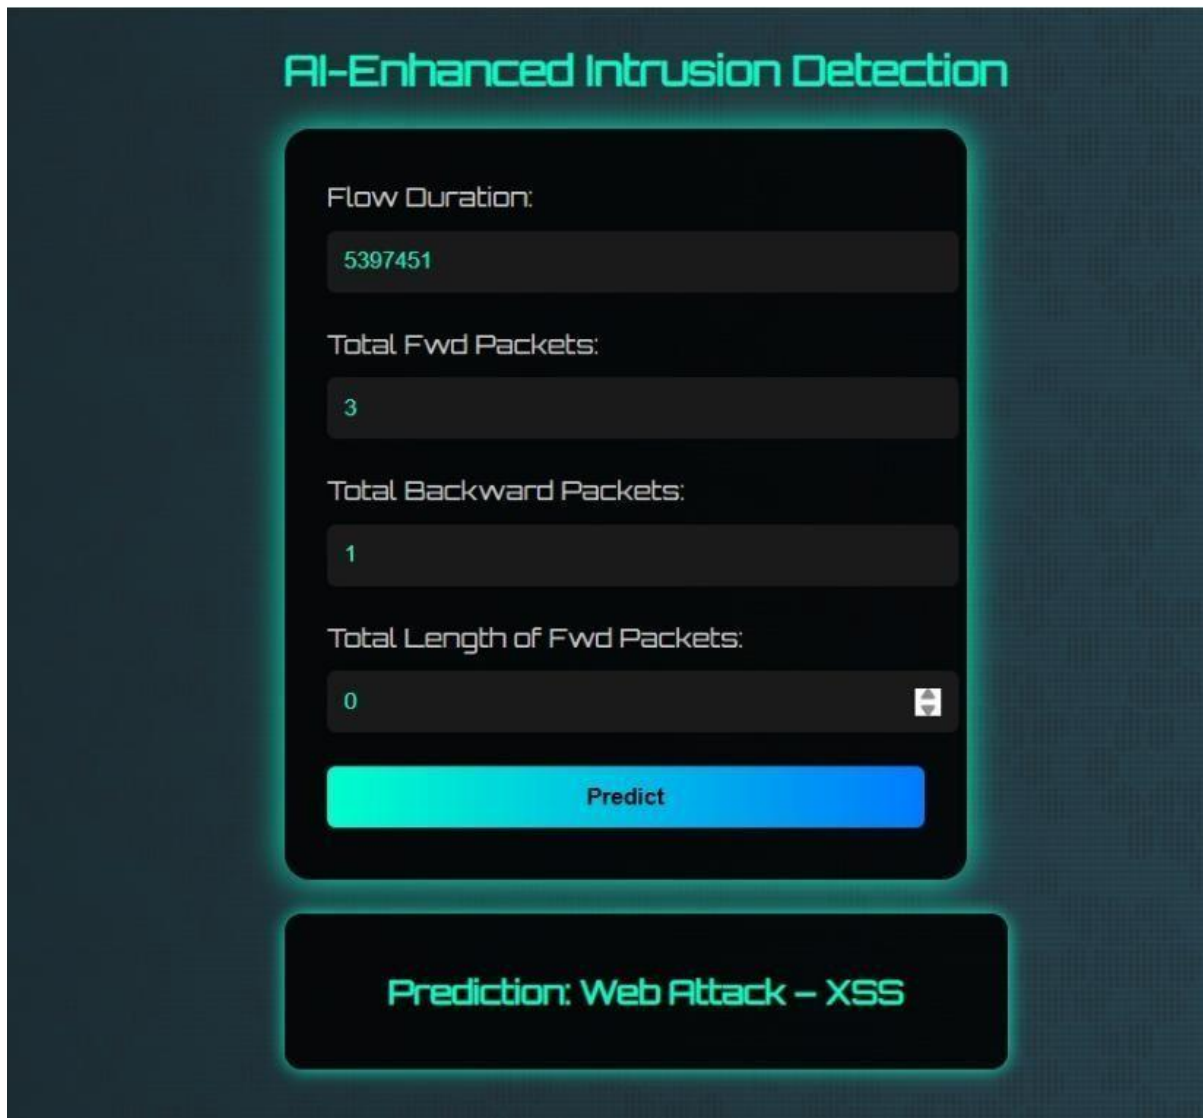 AI-Enhanced Intrusion Detection
Flow Duration:
5397451
Total Fwd Packets:
3
Total Backward Packets:
1
Total Length of Fwd Packets:
0
Predict
Prediction: Web Attack – XSS